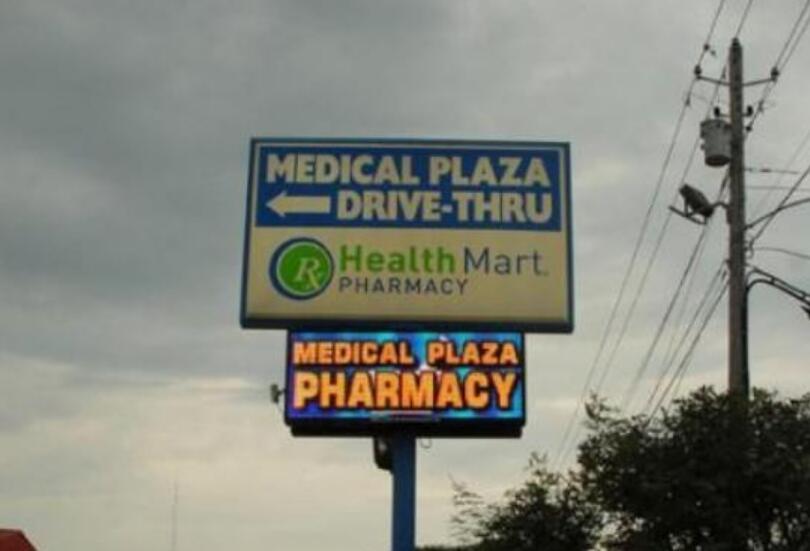 MEDICAL PLAZA
DRIVE-THRU
Rx
Health Mart.
PHARMACY
MEDICAL PLAZA
PHARMACY